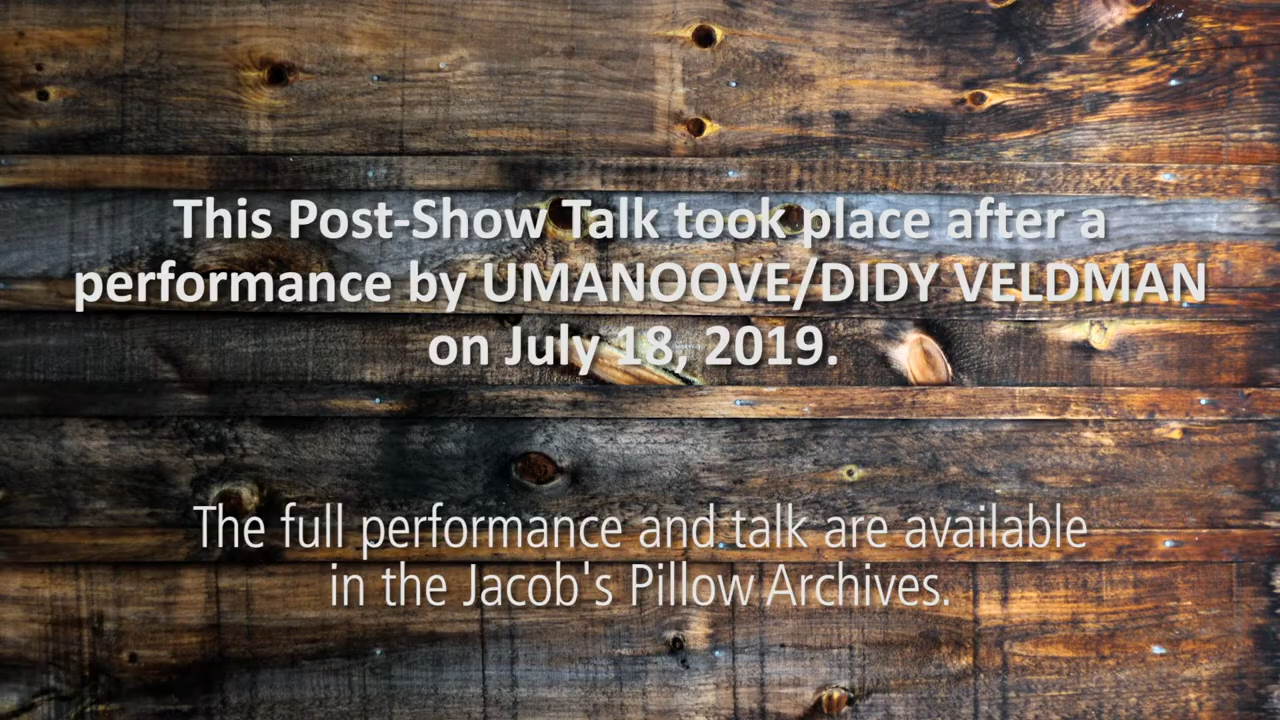 This Post-Show Talk took place after a
performance by UMANOOVE/DIDY VELDMAN
on July 18, 2019.
The full performance and talk are available
in the Jacob's Pillow Archives.